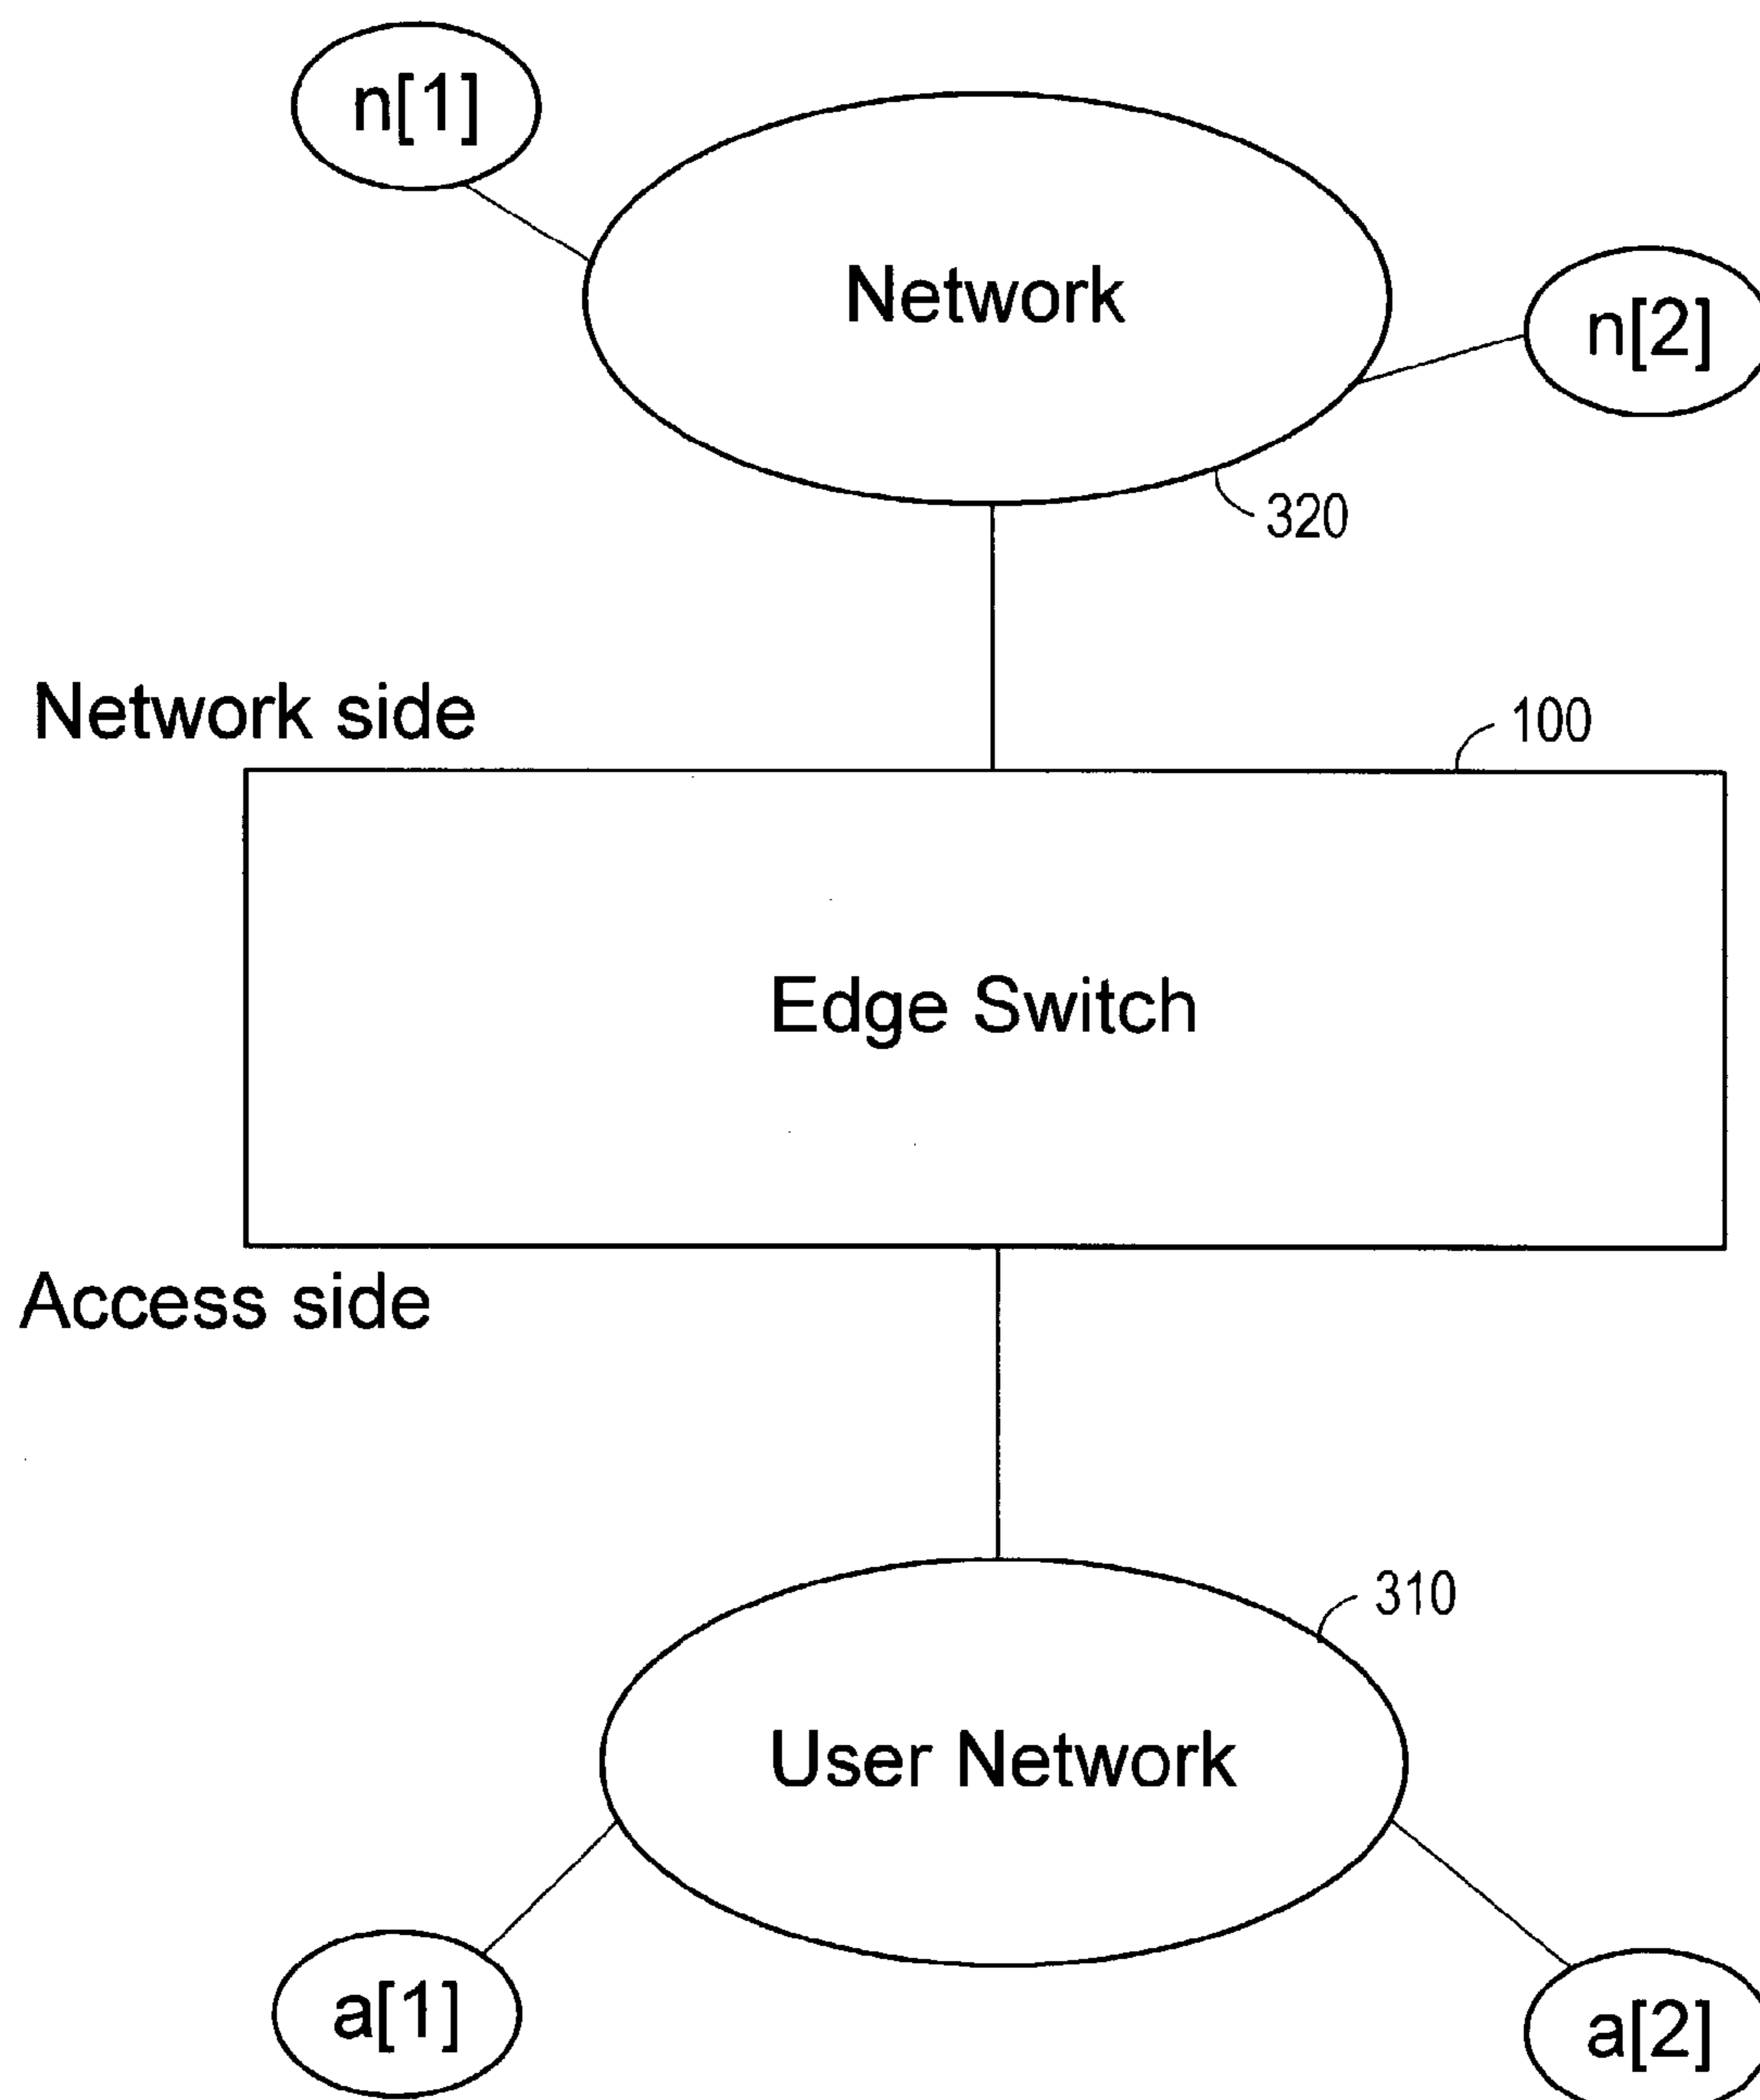 n[1]
Network
n[2]
320
Network side
100
Edge Switch
Access side
310
User Network
a[1]
a[2]